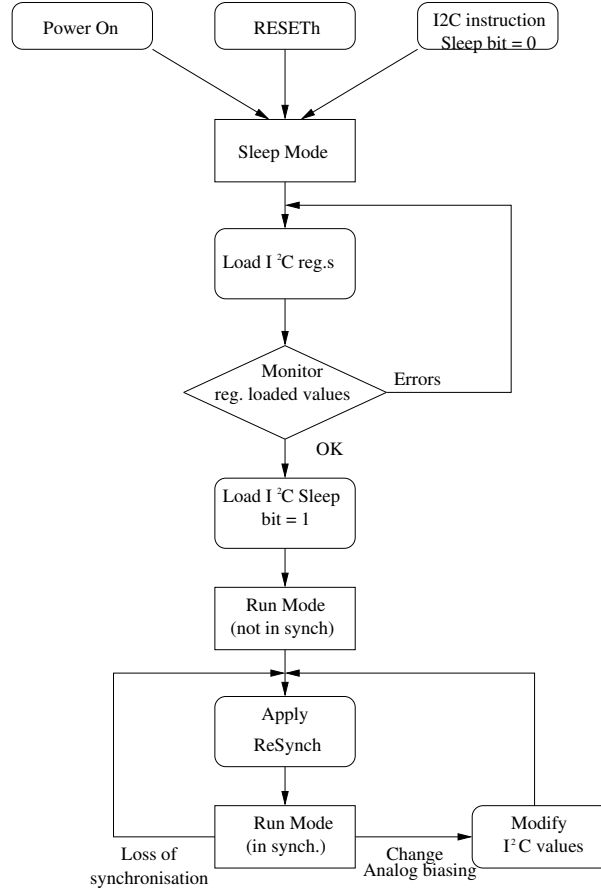 Power On
RESETh
I2C instruction
Sleep bit = 0
Sleep Mode
Load I²C reg.s
Monitor
reg. loaded values
Errors
OK
Load I²C Sleep
bit = 1
Run Mode
(not in synch)
Apply
ReSynch
Run Mode
(in synch.)
Loss of
synchronisation
Change
Analog biasing
Modify
I²C values